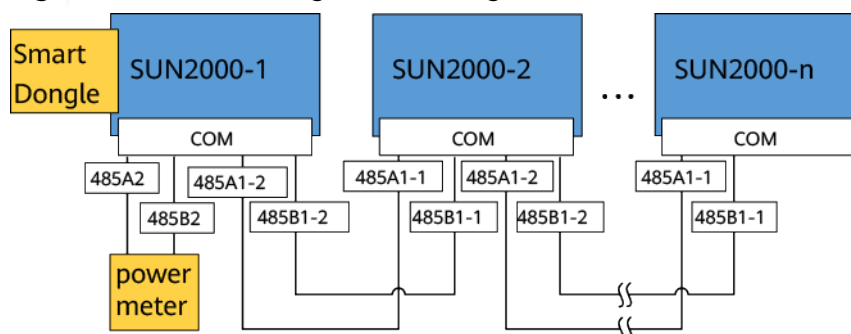 Smart
Dongle
SUN2000-1
SUN2000-2
...
SUN2000-n
COM
COM
COM
485A2
485A1-2
485A1-1
485A1-2
485A1-1
485B2
485B1-2
485B1-1
485B1-2
485B1-1
power
meter